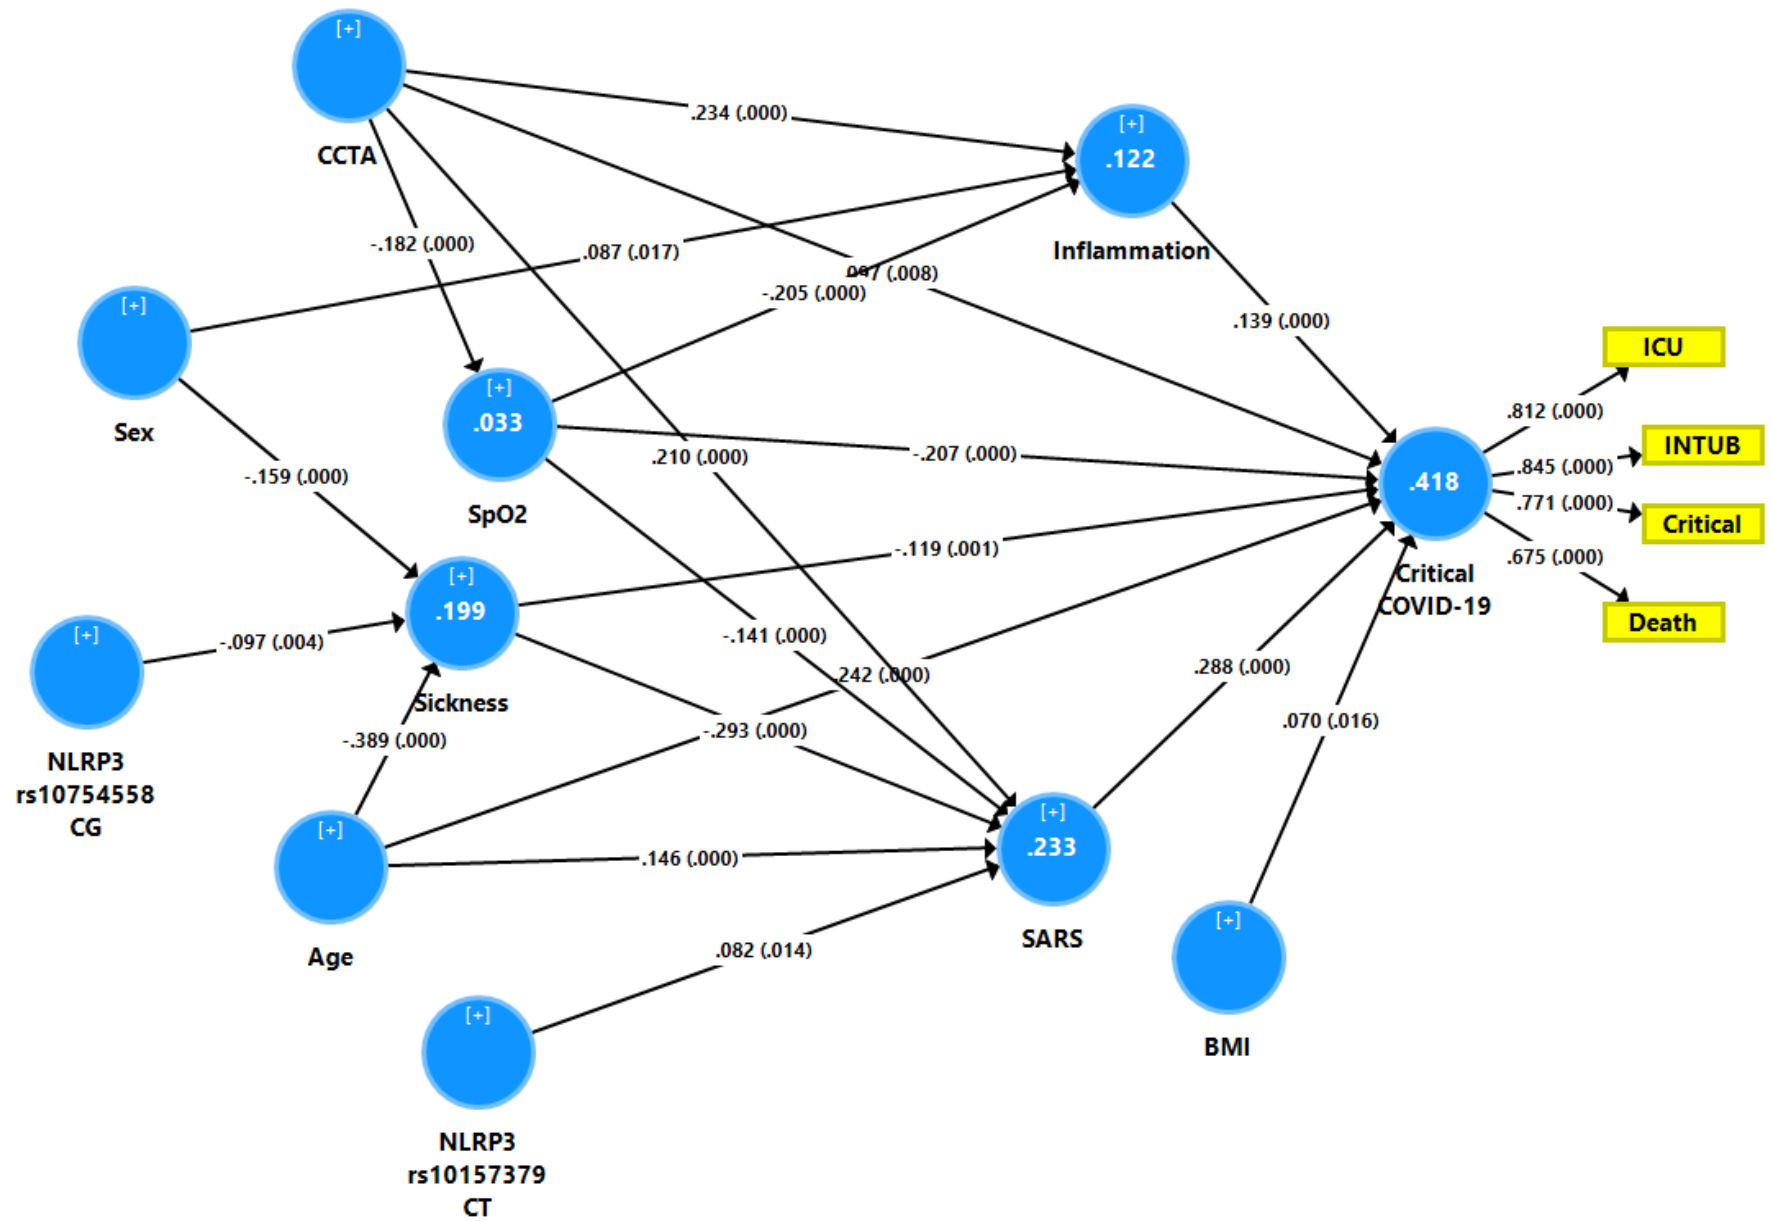 [+]
CCTA
.234 (.000)
[+]
.122
Inflammation
-.182 (.000)
.087 (.017)
.097 (.008)
-.205 (.000)
[+]
Sex
.139 (.000)
[+]
.033
SpO2
.210 (.000)
-.207 (.000)
-.159 (.000)
ICU
.812 (.000)
INTUB
.845 (.000)
.418
.771 (.000)
Critical
.675 (.000)
Death
Critical
COVID-19
-.119 (.001)
[+]
.199
Sickness
[+]
-.097 (.004)
NLRP3
rs10754558
CG
-.141 (.000)
.242 (.000)
.288 (.000)
-.389 (.000)
-.293 (.000)
.070 (.016)
[+]
Age
.146 (.000)
[+]
.233
SARS
.082 (.014)
[+]
BMI
[+]
NLRP3
rs10157379
CT